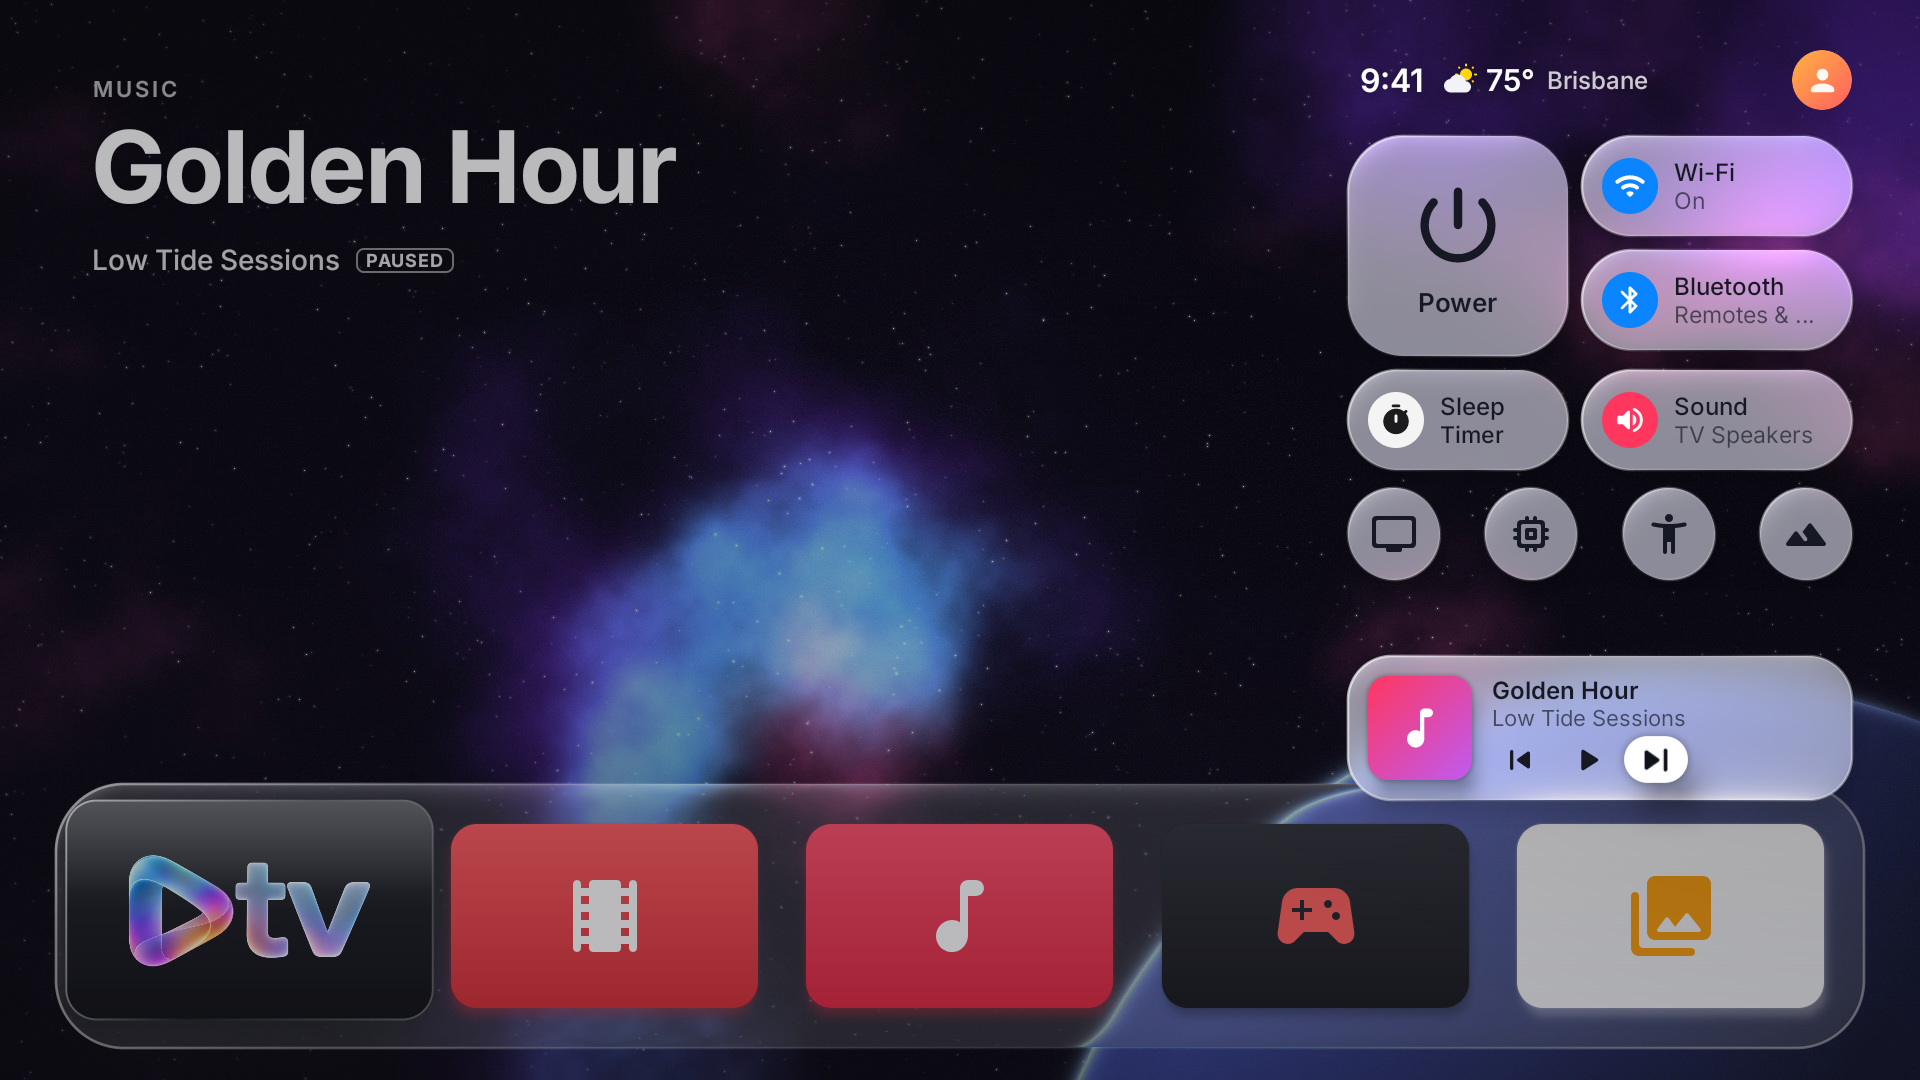 MUSIC
Golden Hour
Low Tide Sessions PAUSED
9:41 75° Brisbane
Power
Wi-Fi
On
Bluetooth
Remotes & ...
Sleep
Timer
Sound
TV Speakers
Golden Hour
Low Tide Sessions
tv